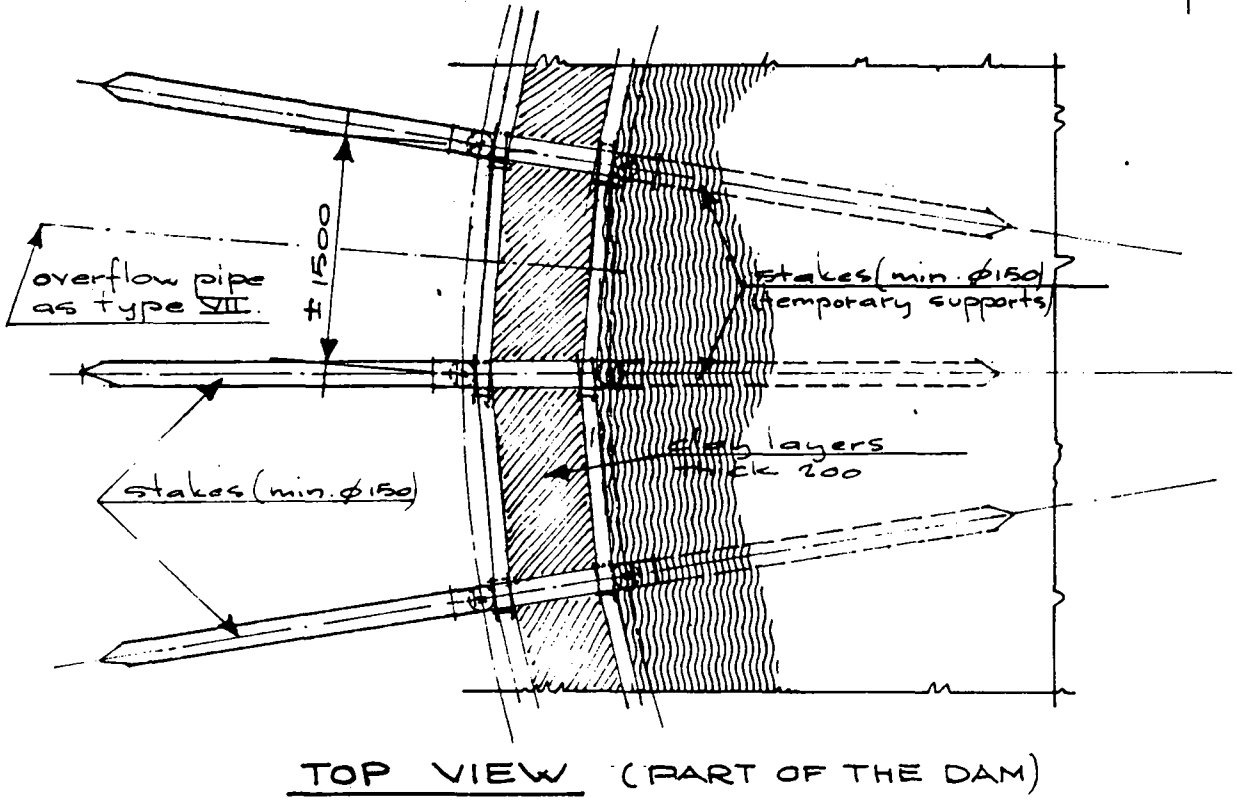 ± 1500
overflow pipe
as type VII.
stakes (min. ϕ150)
(temporary supports)
clay layers
thick 200
stakes (min. ϕ150)
TOP VIEW (PART OF THE DAM)